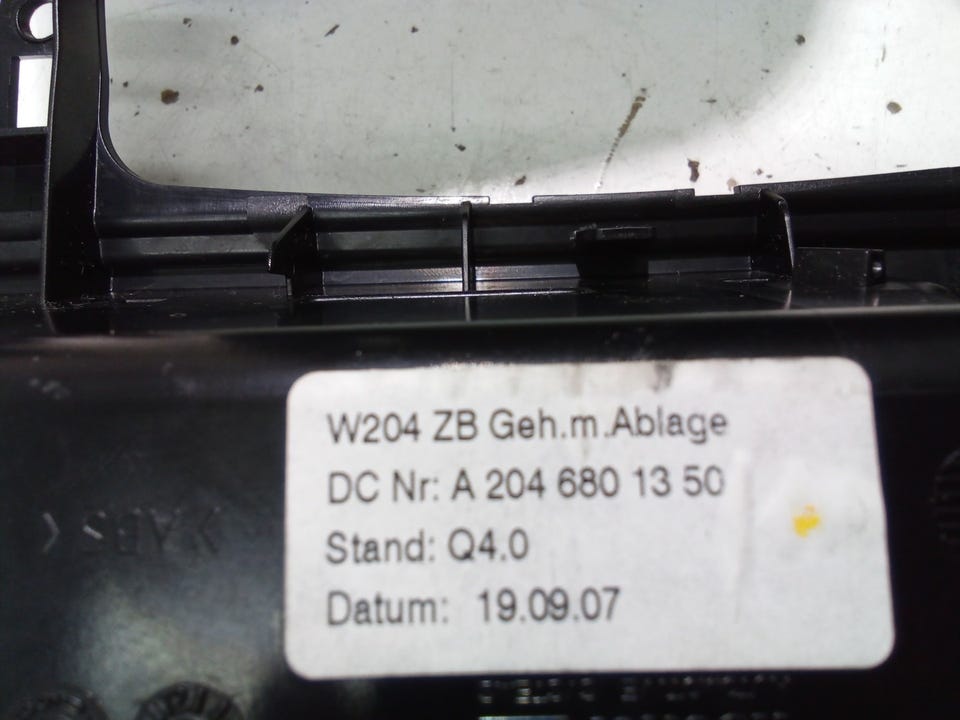 W204 ZB Geh.m.Ablage
DC Nr: A 204 680 13 50
Stand: Q4.0
Datum: 19.09.07